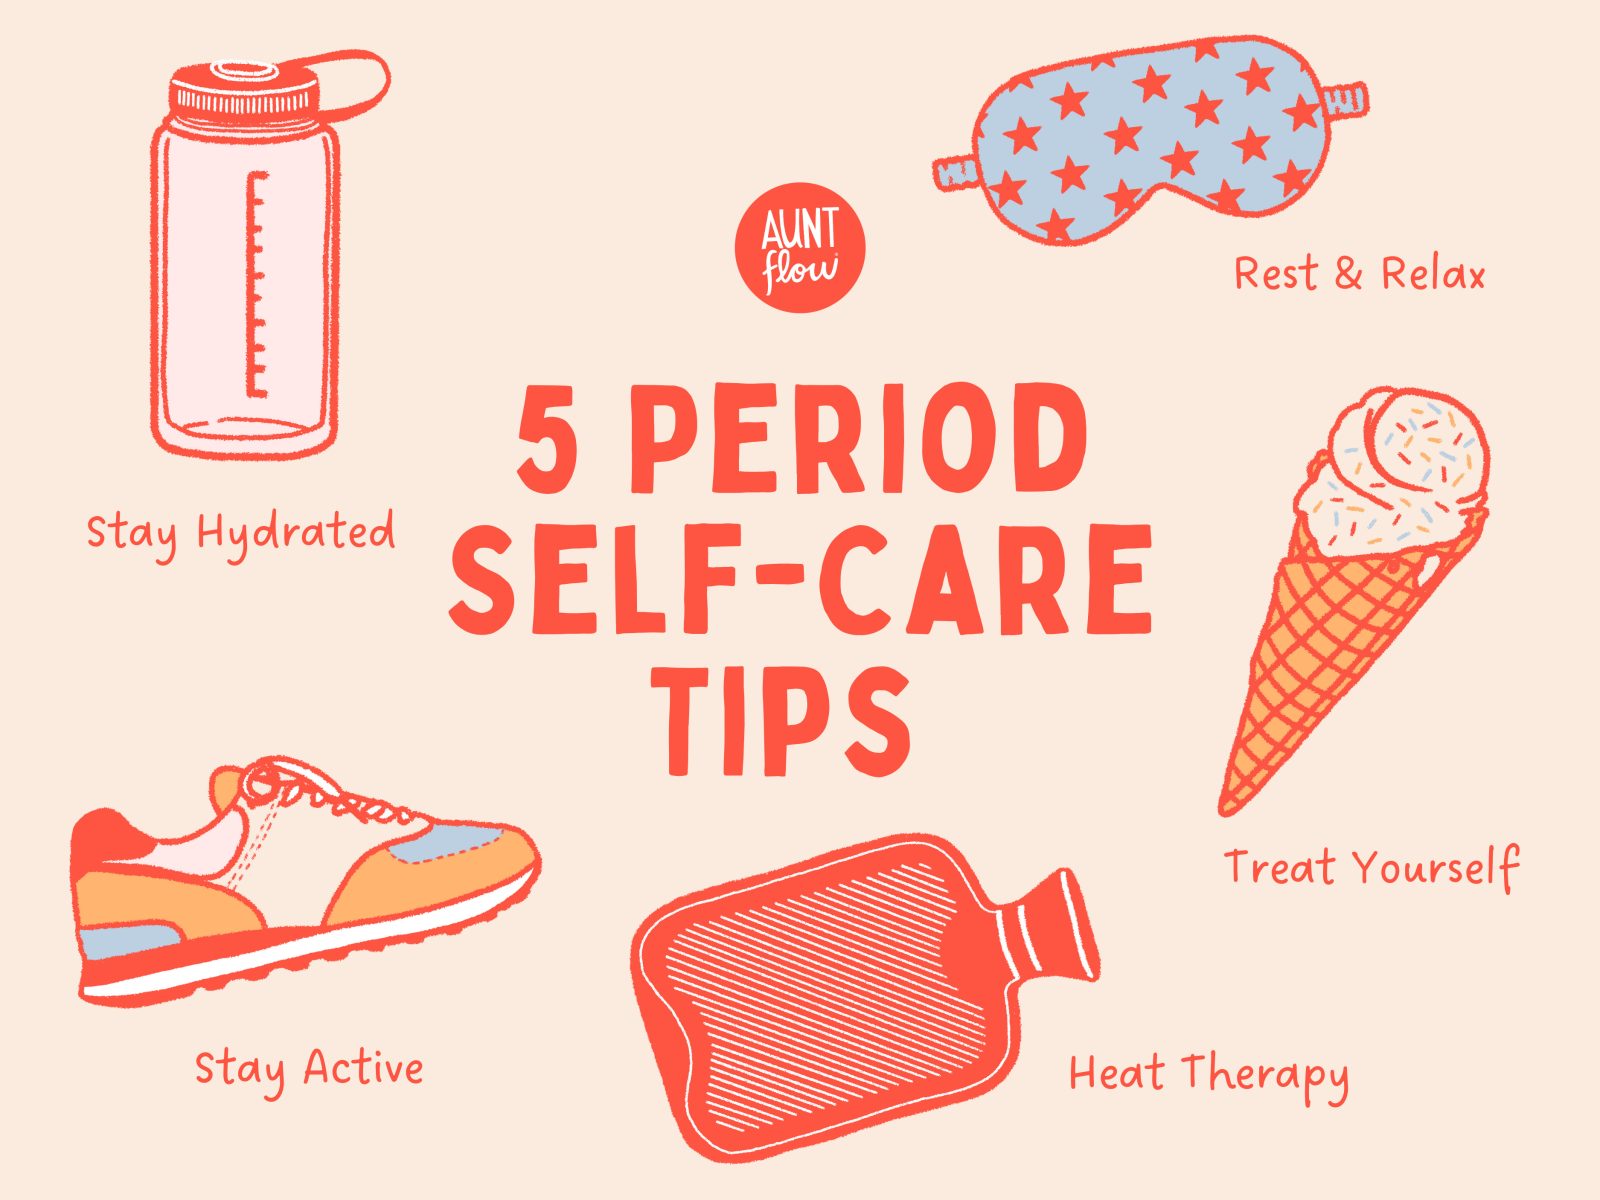 AUNT
flow
5 PERIOD
SELF-CARE
TIPS
Stay Hydrated
Rest & Relax
Treat Yourself
Stay Active
Heat Therapy